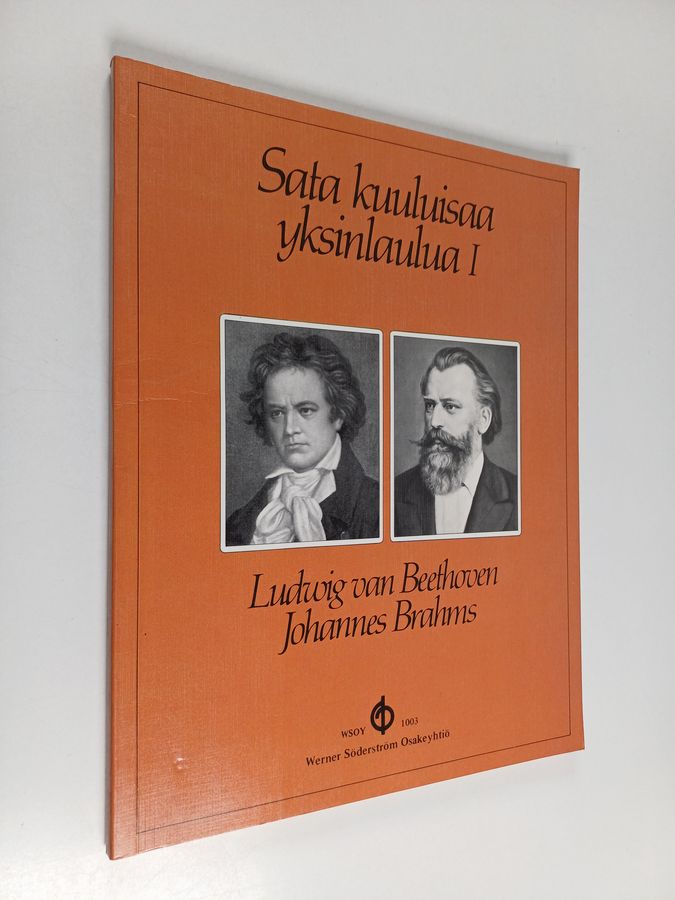 Sata kuuluisaa
yksinlaulua I
Ludwig van Beethoven
Johannes Brahms
WSOY 1003
Werner Söderström Osakeyhtiö